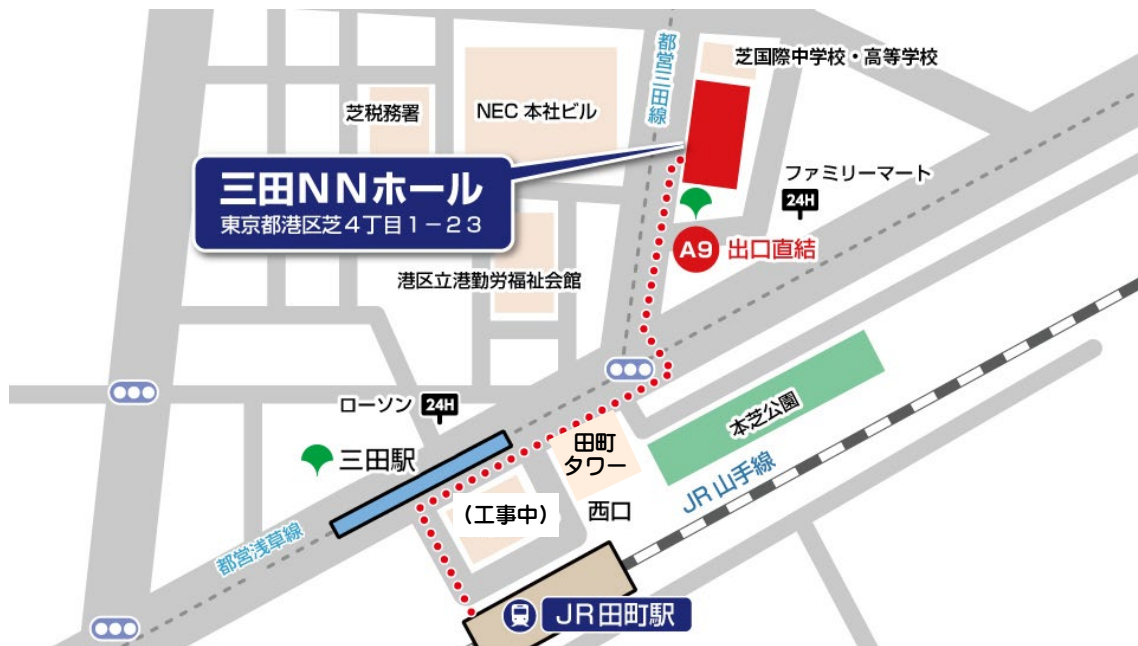 都営三田線
芝国際中学校・高等学校
芝税務署
NEC 本社ビル
三田NNホール
東京都港区芝4丁目1−23
ファミリーマート
24H
A9 出口直結
港区立港勤労福祉会館
ローソン 24H
本芝公園
三田駅
田町
タワー
JR 山手線
(工事中)
西口
都営浅草線
JR田町駅